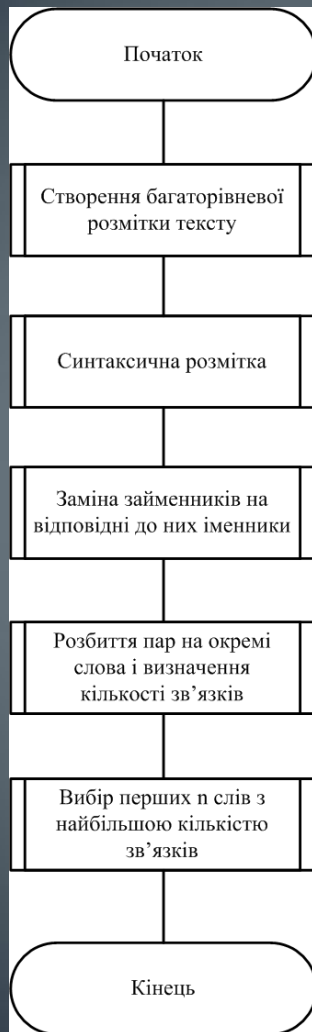 Початок
Створення багаторівневої
розмітки тексту
Синтаксична розмітка
Заміна займенників на
відповідні до них іменники
Розбиття пар на окремі
слова і визначення
кількості зв’язків
Вибір перших n слів з
найбільшою кількістю
зв’язків
Кінець